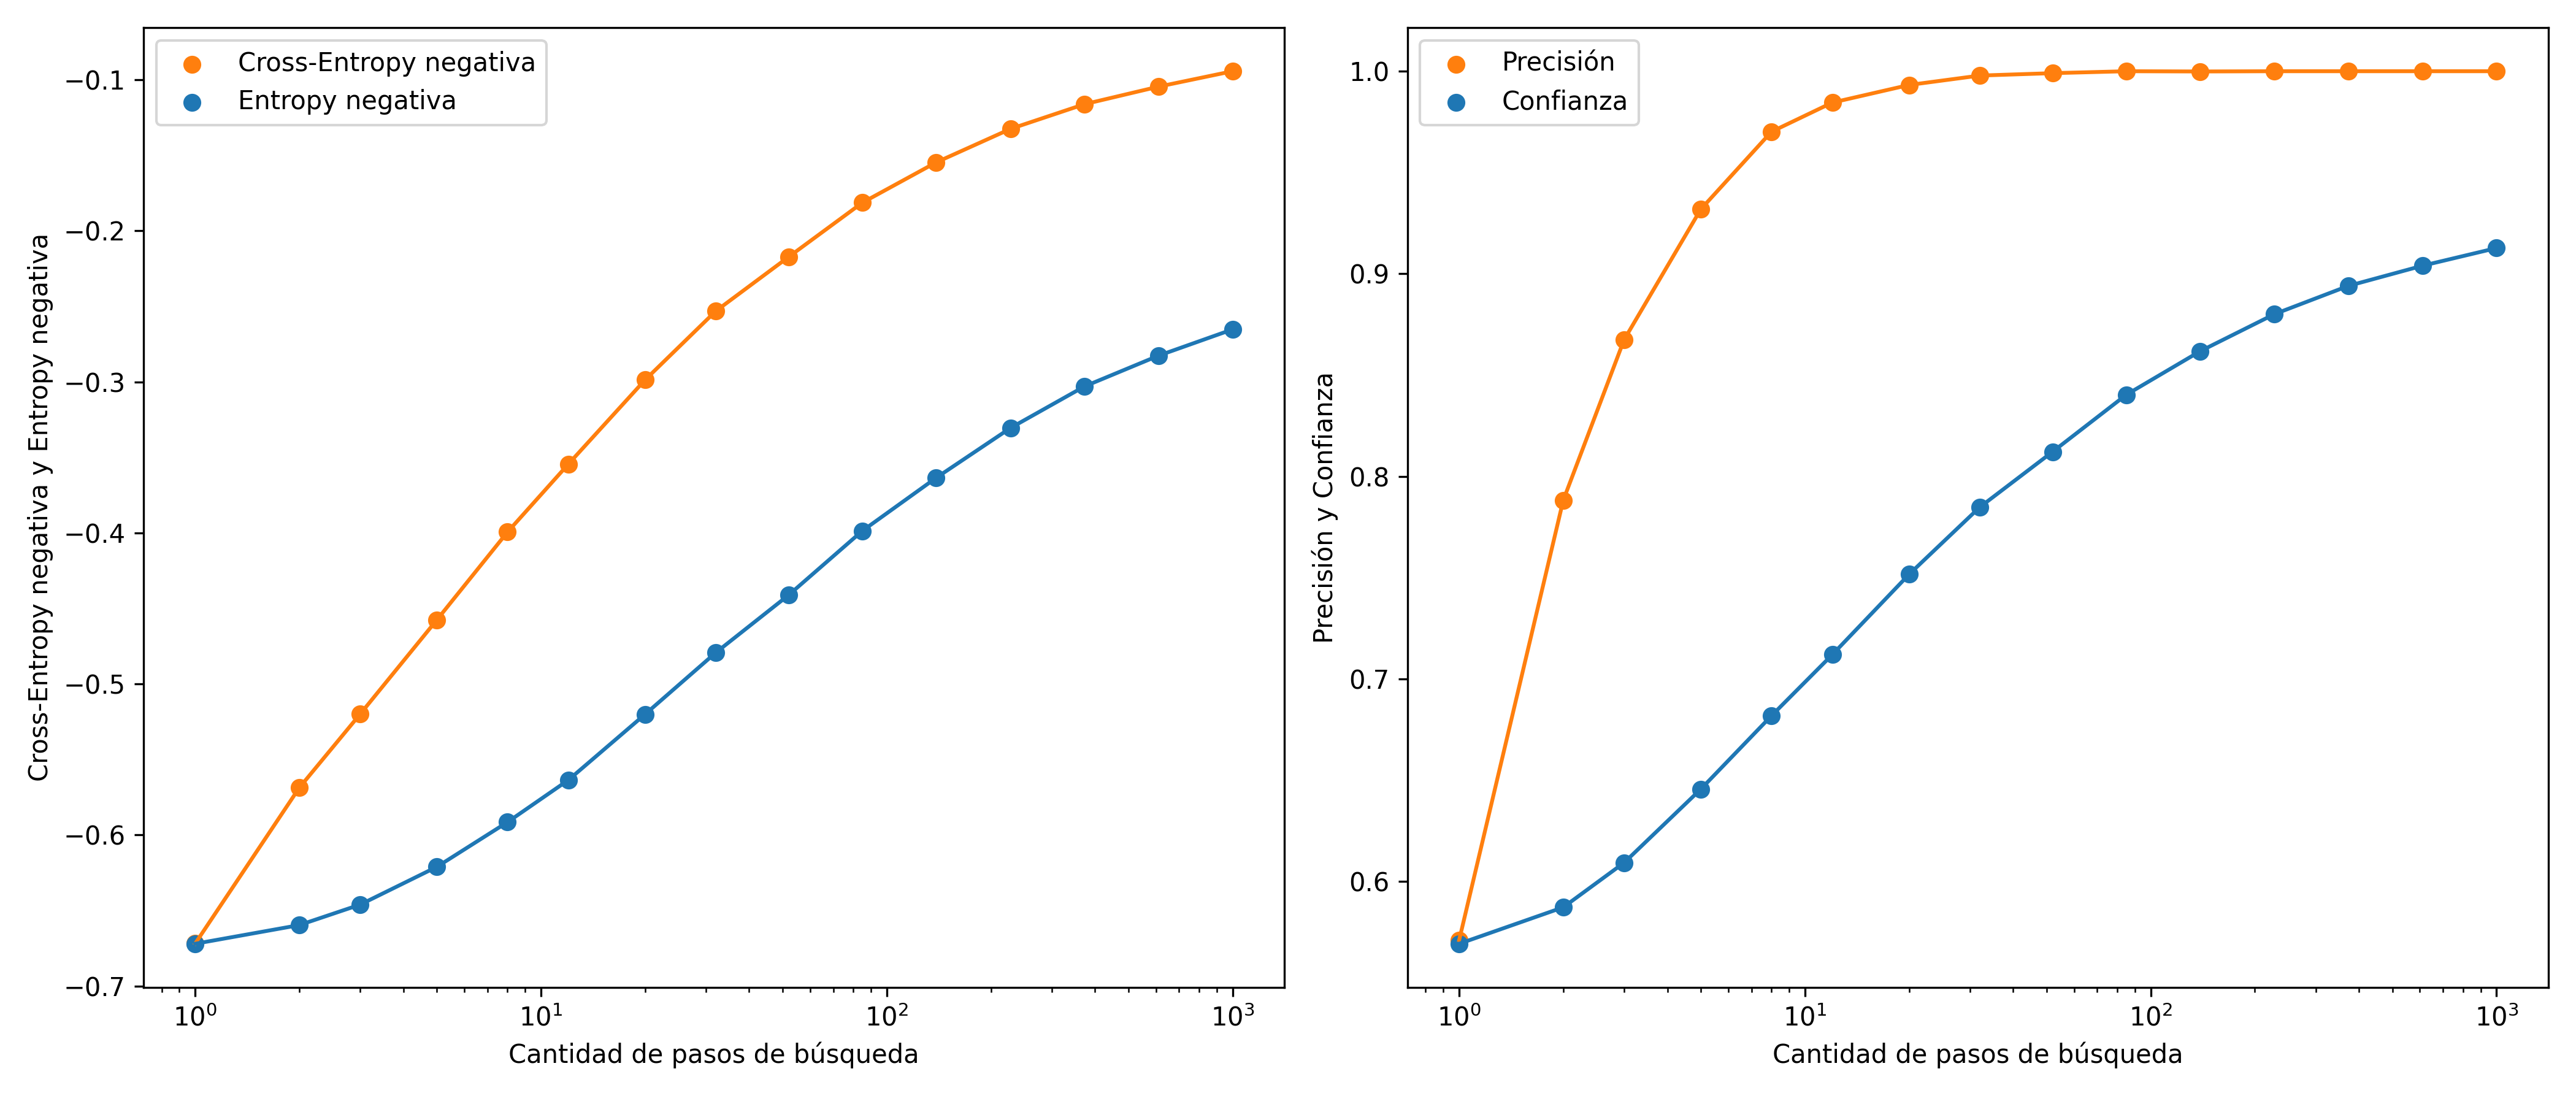 Cross-Entropy negativa
Entropy negativa
Cross-Entropy negativa y Entropy negativa
−0.1
−0.2
−0.3
−0.4
−0.5
−0.6
−0.7
10⁰
10¹
10²
10³
Cantidad de pasos de búsqueda
Precisión
Confianza
Precisión y Confianza
1.0
0.9
0.8
0.7
0.6
10⁰
10¹
10²
10³
Cantidad de pasos de búsqueda